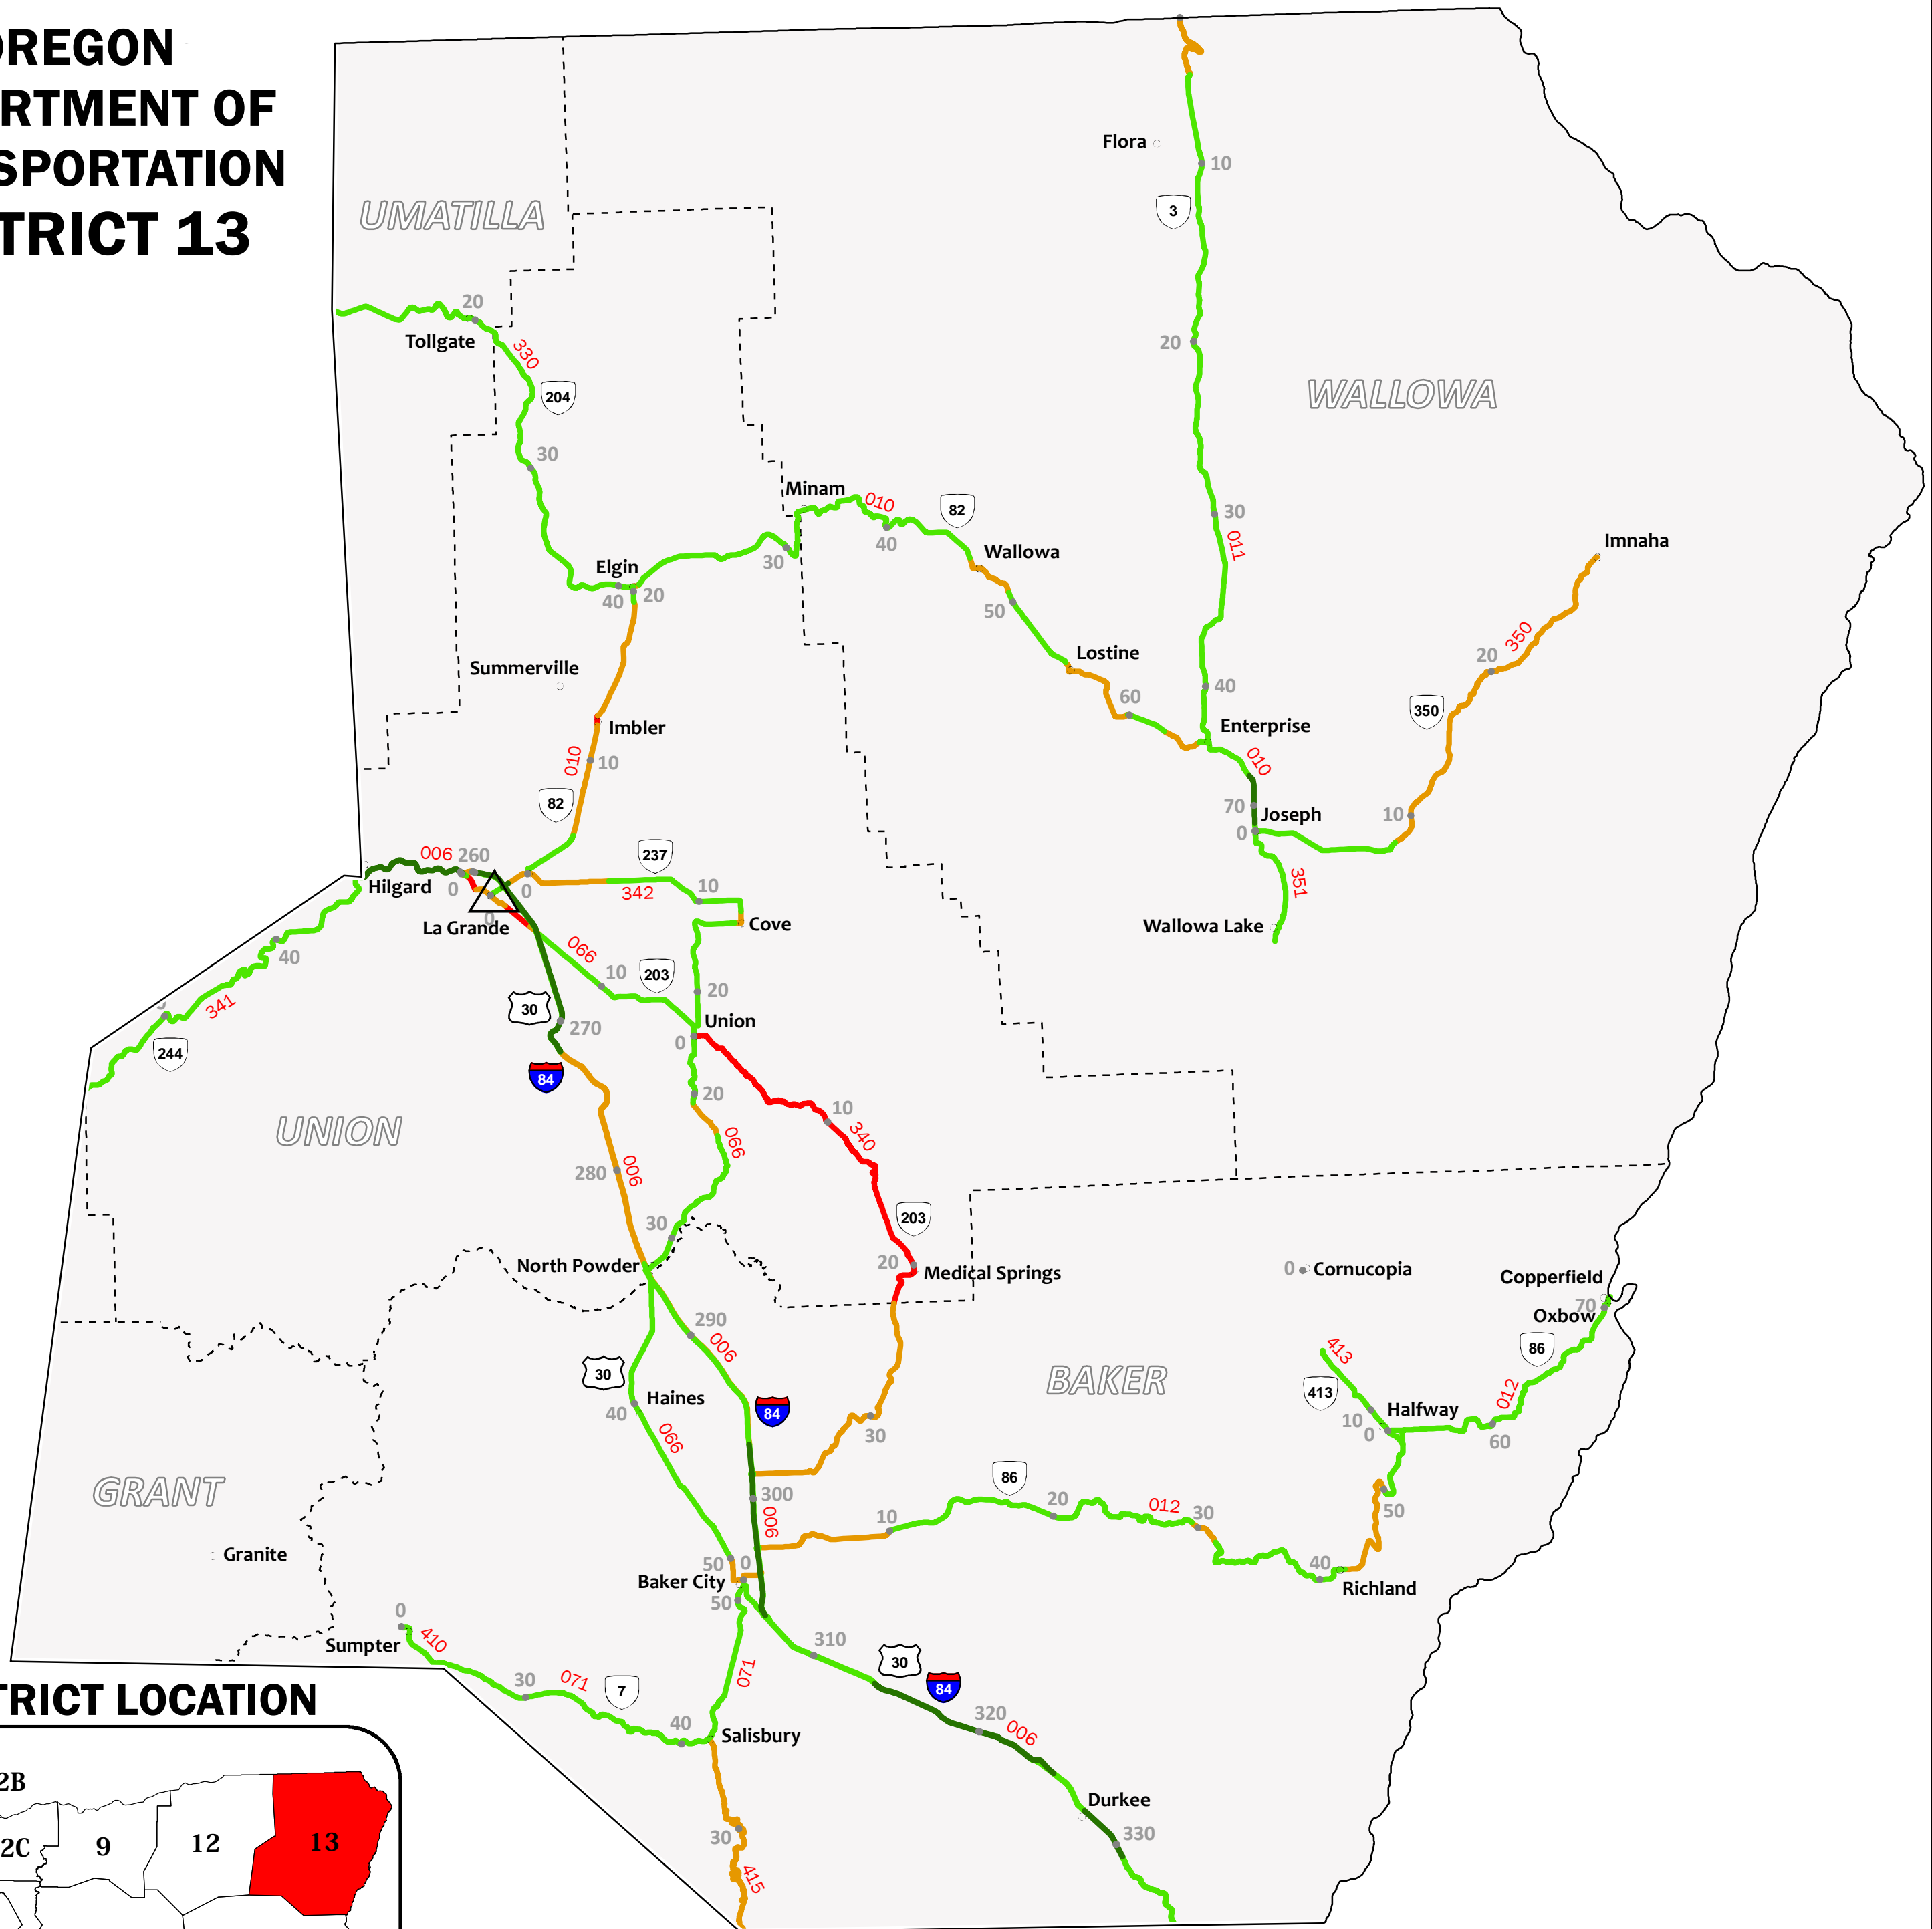 OREGON
RTMENT OF
SPORTATION
TRICT 13
Flora
10
3
UMATILLA
20
Tollgate
330
204
20
WALLOWA
30
Minam
010
82
40
30
011
Wallowa
Imnaha
30
Elgin
40
20
50
Summerville
Lostine
350
20
60
40
350
Imbler
Enterprise
010
10
010
82
70
Joseph
0
10
006
260
237
Hilgard
0
0
342
10
351
0
La Grande
Cove
Wallowa Lake
066
40
10
203
341
20
30
270
Union
0
244
84
20
10
UNION
066
340
280
006
203
30
North Powder
20
Medical Springs
0
Cornucopia
Copperfield
70
Oxbow
290
006
413
86
30
BAKER
413
012
Haines
84
40
066
10
Halfway
0
30
60
86
GRANT
300
20
012
30
50
006
10
Granite
50
0
40
Baker City
Richland
50
0
410
Sumpter
310
30
071
30
071
7
84
TRICT LOCATION
320
006
40
Salisbury
2B
Durkee
30
330
2C
9
12
13
415